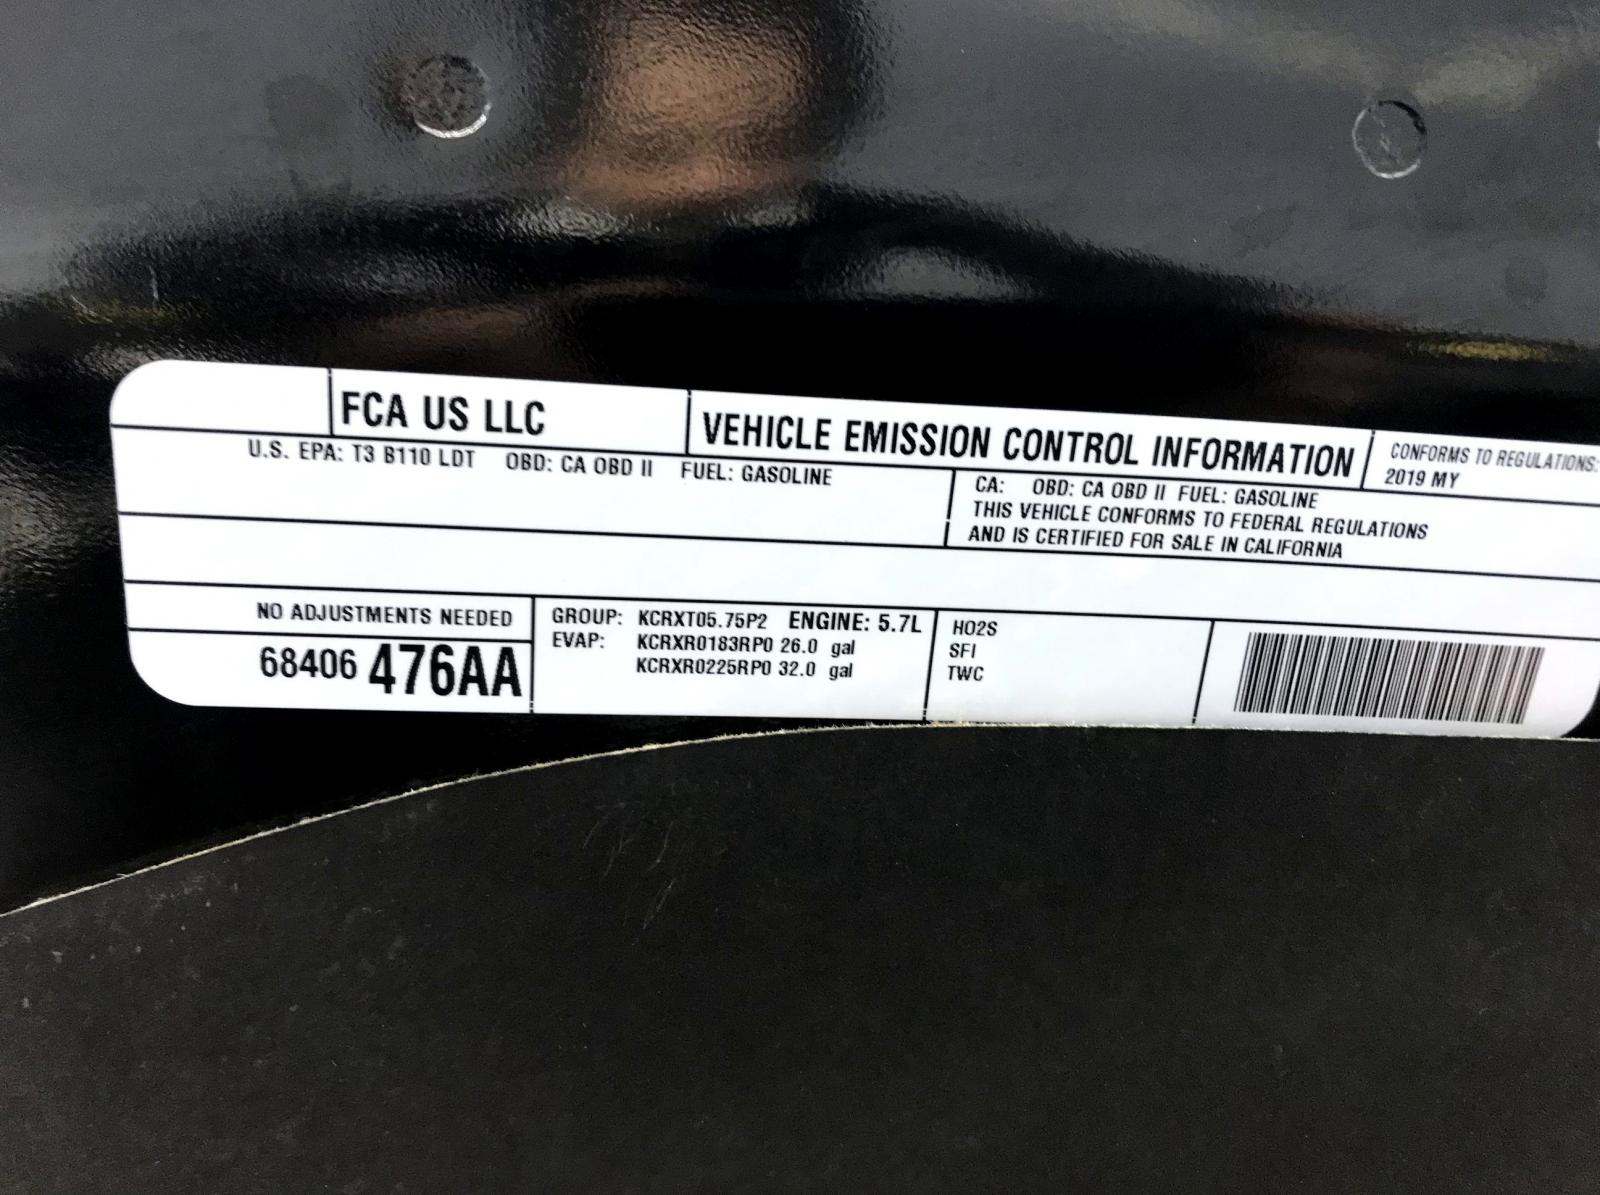 FCA US LLC
VEHICLE EMISSION CONTROL INFORMATION
CONFORMS TO REGULATIONS:
2019 MY
U.S. EPA: T3 B110 LDT OBD: CA OBD II FUEL: GASOLINE
CA: OBD: CA OBD II FUEL: GASOLINE
THIS VEHICLE CONFORMS TO FEDERAL REGULATIONS
AND IS CERTIFIED FOR SALE IN CALIFORNIA
NO ADJUSTMENTS NEEDED
68406 476AA
GROUP: KCRXT05.75P2 ENGINE: 5.7L
EVAP: KCRXR0183RP0 26.0 gal
KCRXR0225RP0 32.0 gal
HO2S
SFI
TWC